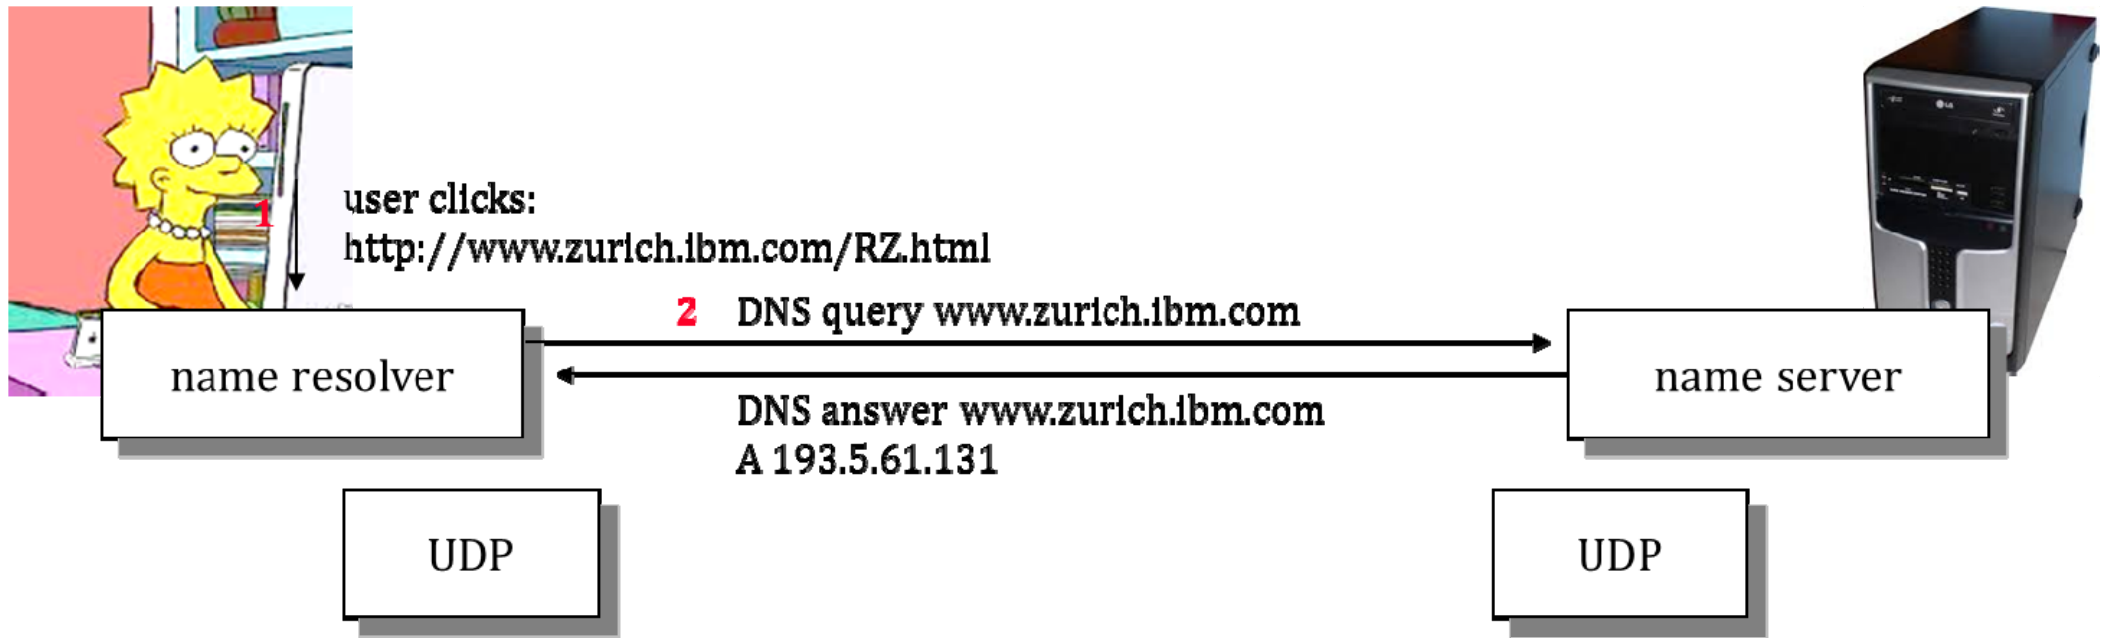 1
user clicks:
http://www.zurich.ibm.com/RZ.html
2 DNS query www.zurich.ibm.com
name resolver
name server
DNS answer www.zurich.ibm.com
A 193.5.61.131
UDP
UDP
LG